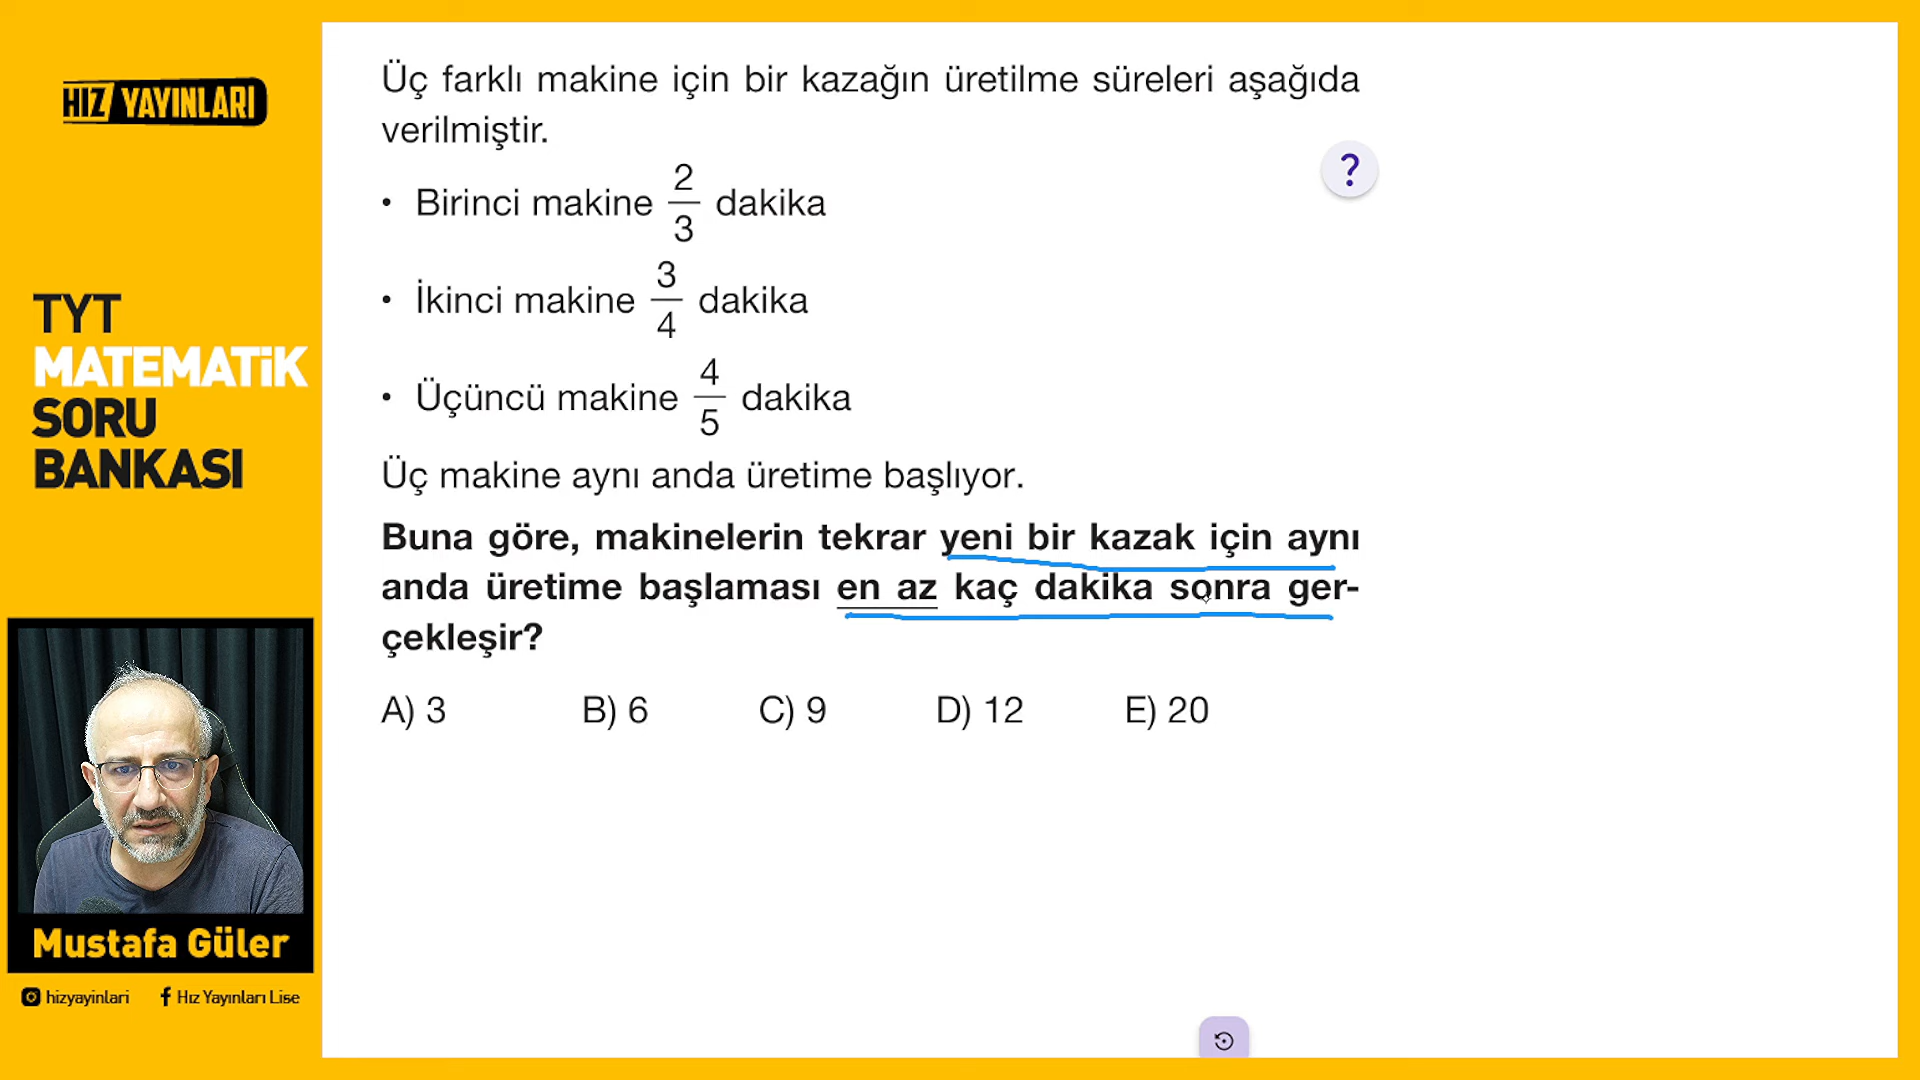 HIZ YAYINLARI
TYT
MATEMATİK
SORU
BANKASI
Mustafa Güler
hizyayinlari
Hız Yayınları Lise
Üç farklı makine için bir kazağın üretilme süreleri aşağıda
verilmiştir.
• Birinci makine 2/3 dakika
• İkinci makine 3/4 dakika
• Üçüncü makine 4/5 dakika
Üç makine aynı anda üretime başlıyor.
Buna göre, makinelerin tekrar yeni bir kazak için aynı
anda üretime başlaması en az kaç dakika sonra ger-
çekleşir?
A) 3 B) 6 C) 9 D) 12 E) 20
?